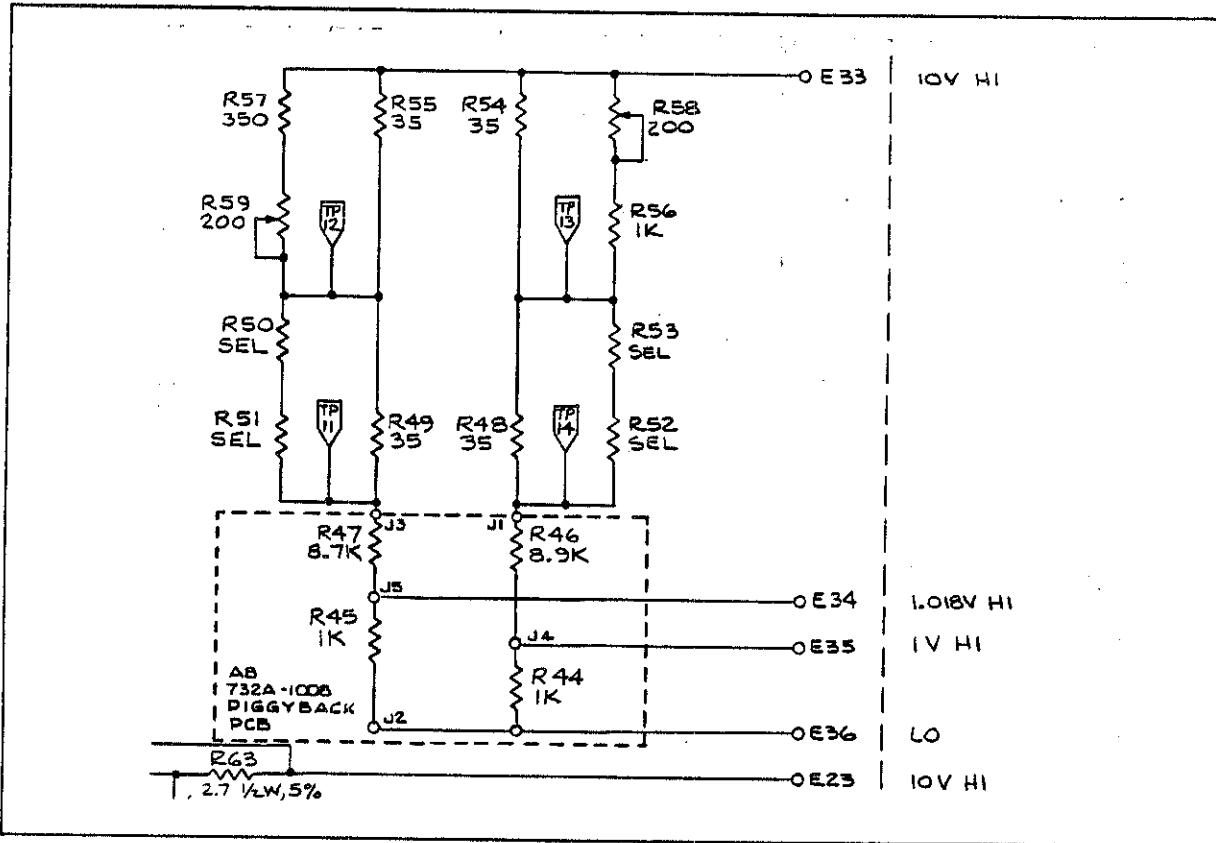 E33 10V HI
R57
350
R55
35
R54
35
R58
200
R59
200
TP
12
TP
13
R56
1K
R50
SEL
R53
SEL
R51
SEL
TP
11
R49
35
R48
35
TP
14
R52
SEL
J3
J1
R47
8.7K
R46
8.9K
J5
E34 1.018V HI
R45
1K
J4
E35 1V HI
R44
1K
A8
732A-1008
PIGGYBACK
PCB
J2
E36 LO
R63
2.7 1/2W, 5%
E23 10V HI